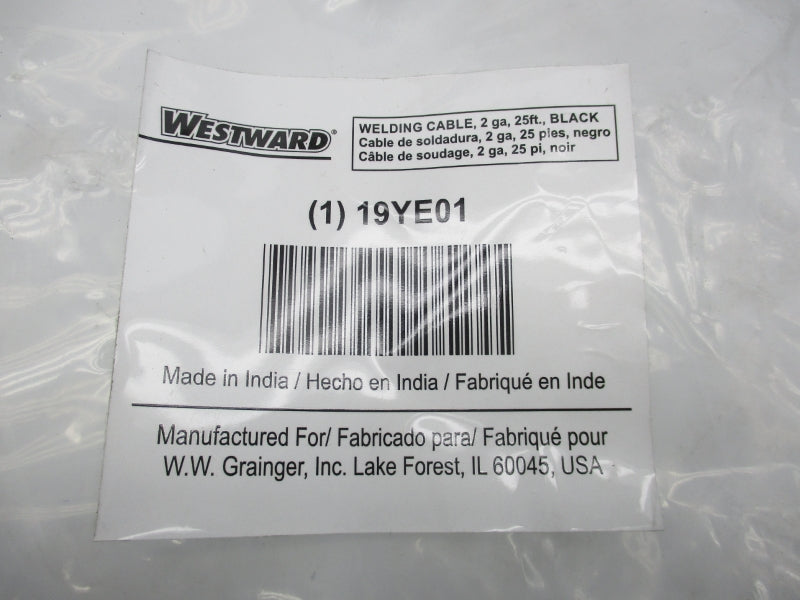 WESTWARD®
WELDING CABLE, 2 ga, 25ft., BLACK
Cable de soldadura, 2 ga, 25 pies, negro
Câble de soudage, 2 ga, 25 pi, noir
(1) 19YE01
Made in India / Hecho en India / Fabriqué en Inde
Manufactured For/ Fabricado para/ Fabriqué pour
W.W. Grainger, Inc. Lake Forest, IL 60045, USA